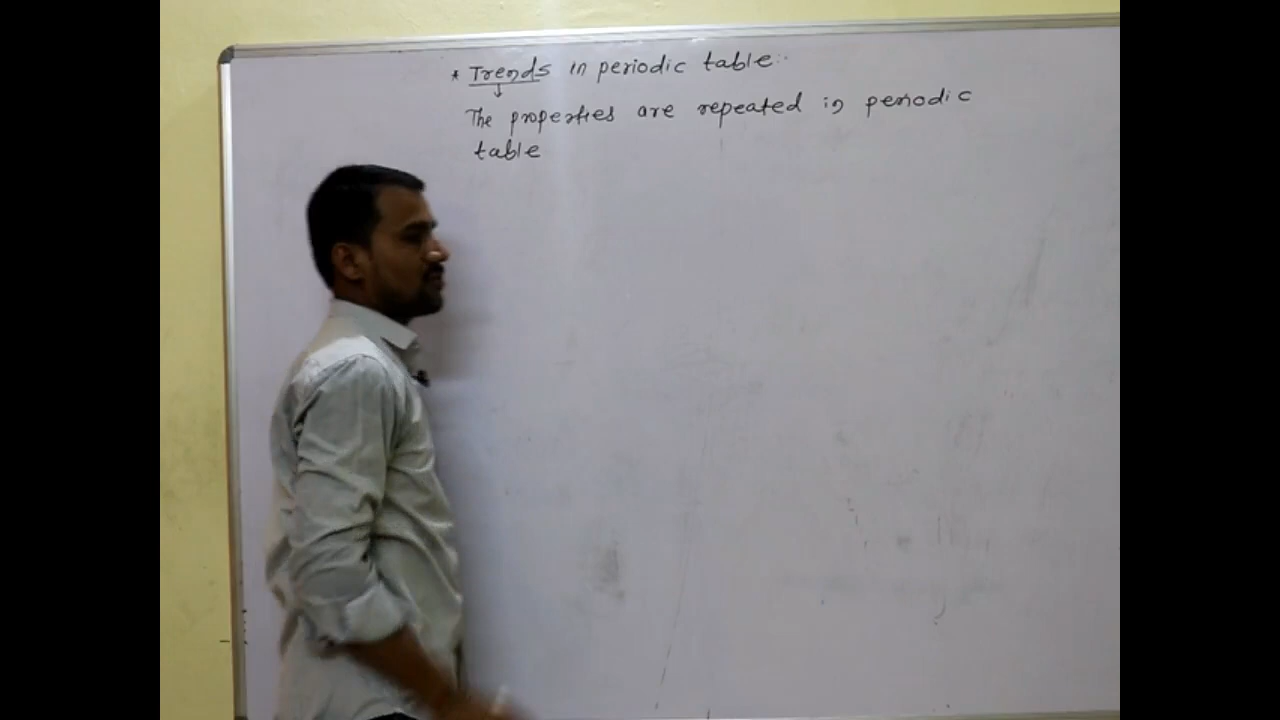 * Trends in periodic table:-
The properties are repeated in periodic
table